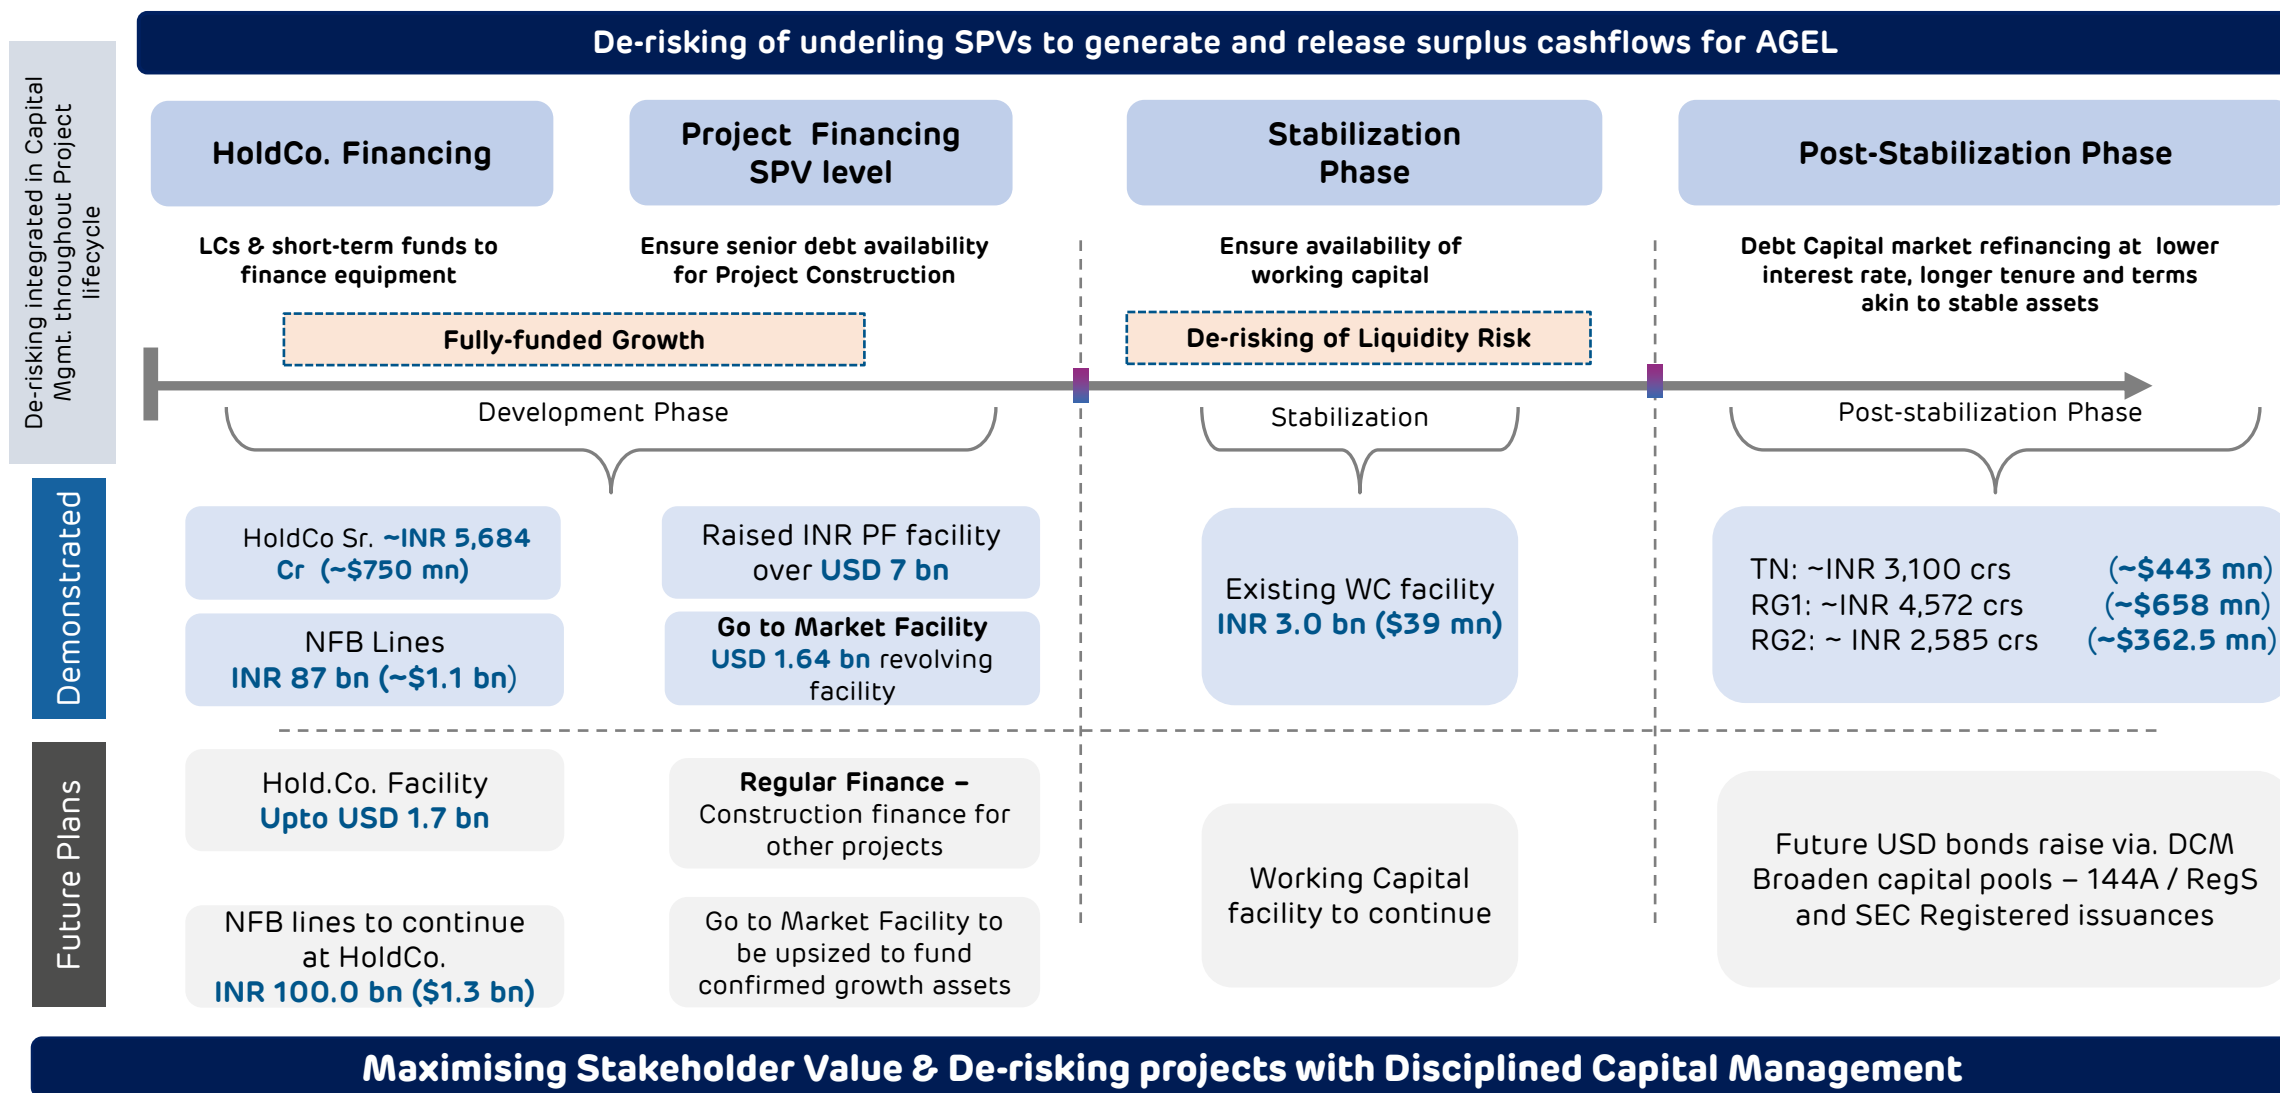 De-risking of underling SPVs to generate and release surplus cashflows for AGEL
De-risking integrated in Capital
Mgmt. throughout Project
lifecycle
HoldCo. Financing
Project Financing
SPV level
Stabilization
Phase
Post-Stabilization Phase
LCs & short-term funds to
finance equipment
Ensure senior debt availability
for Project Construction
Ensure availability of
working capital
Debt Capital market refinancing at lower
interest rate, longer tenure and terms
akin to stable assets
Fully-funded Growth
De-risking of Liquidity Risk
Development Phase
Stabilization
Post-stabilization Phase
Demonstrated
HoldCo Sr. ~INR 5,684
Cr (~$750 mn)
NFB Lines
INR 87 bn (~$1.1 bn)
Raised INR PF facility
over USD 7 bn
Go to Market Facility
USD 1.64 bn revolving
facility
Existing WC facility
INR 3.0 bn ($39 mn)
TN: ~INR 3,100 crs (~$443 mn)
RG1: ~INR 4,572 crs (~$658 mn)
RG2: ~ INR 2,585 crs (~$362.5 mn)
Future Plans
Hold.Co. Facility
Upto USD 1.7 bn
NFB lines to continue
at HoldCo.
INR 100.0 bn ($1.3 bn)
Regular Finance –
Construction finance for
other projects
Go to Market Facility to
be upsized to fund
confirmed growth assets
Working Capital
facility to continue
Future USD bonds raise via. DCM
Broaden capital pools – 144A / RegS
and SEC Registered issuances
Maximising Stakeholder Value & De-risking projects with Disciplined Capital Management